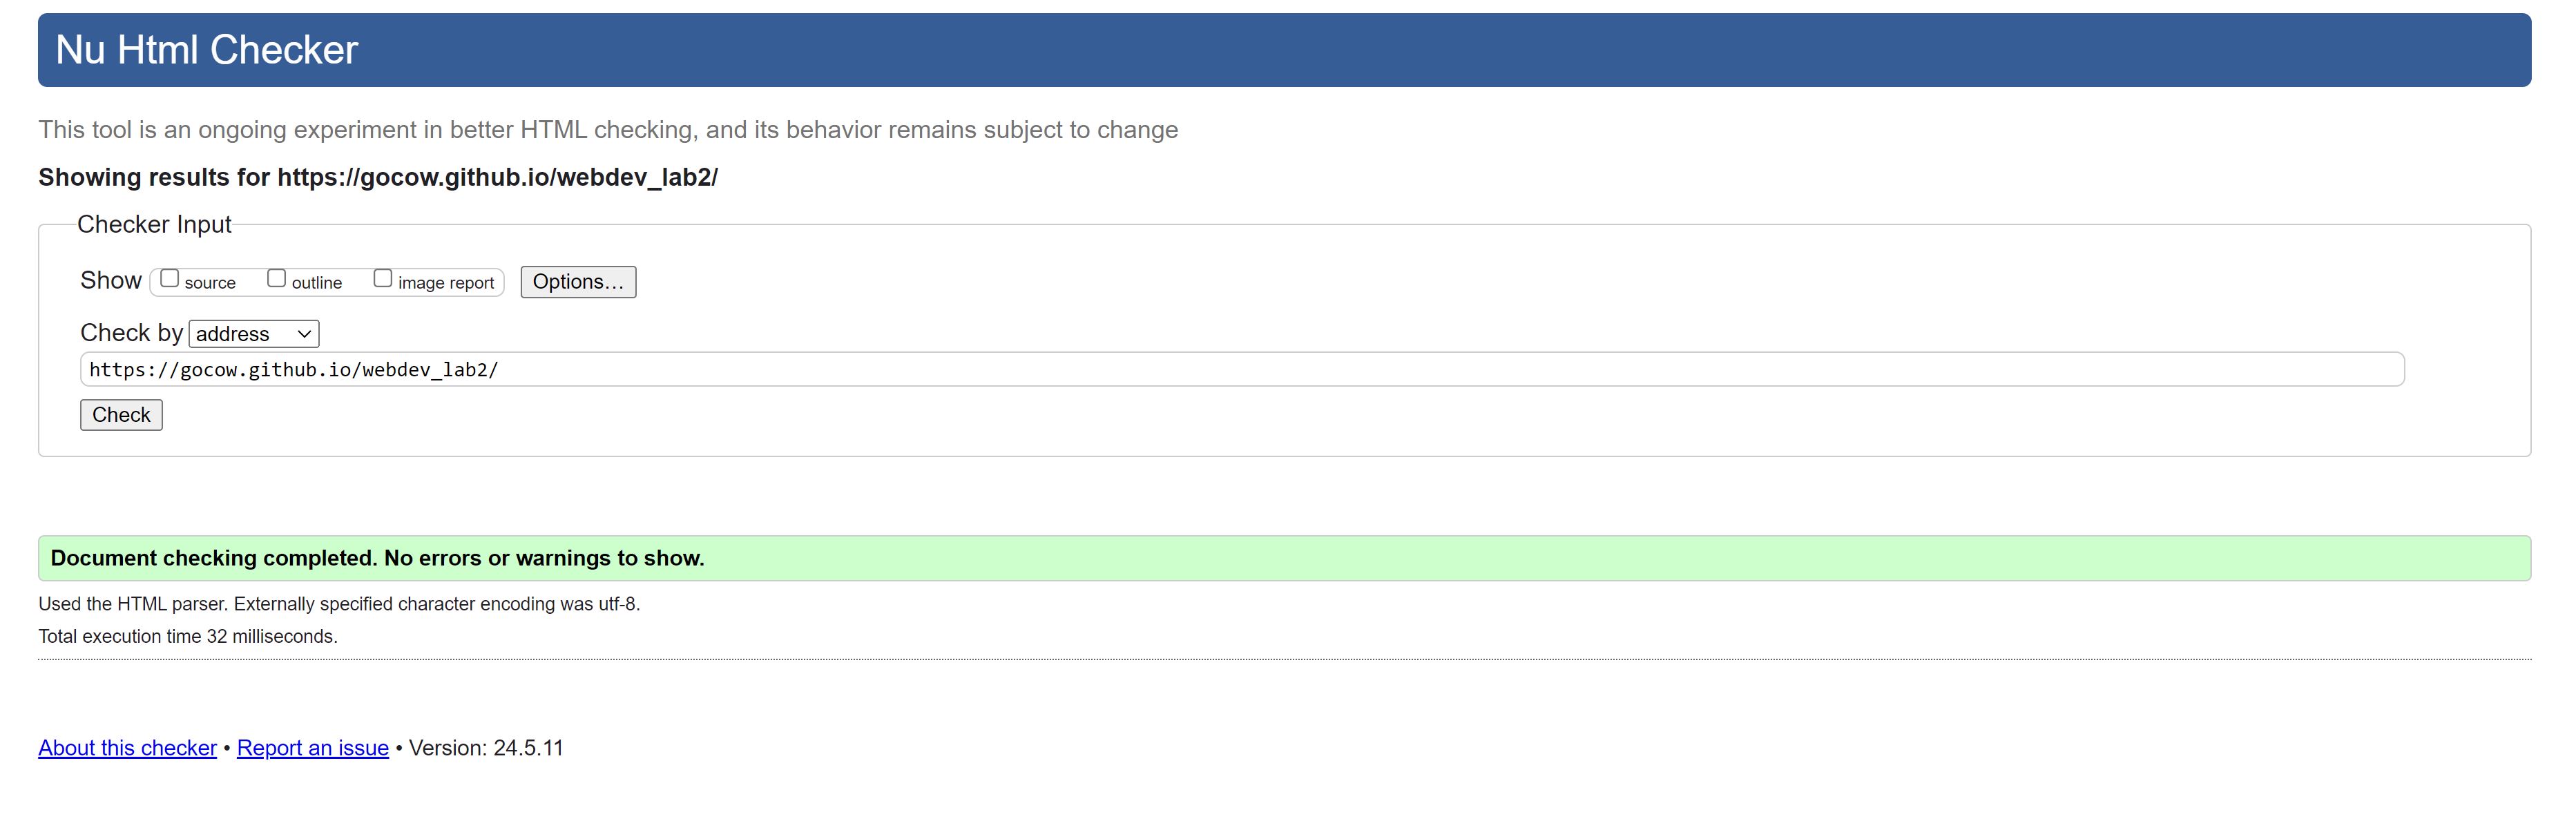 Nu Html Checker
This tool is an ongoing experiment in better HTML checking, and its behavior remains subject to change
Showing results for https://gocow.github.io/webdev_lab2/
Checker Input
Show source outline image report Options…
Check by address
https://gocow.github.io/webdev_lab2/
Check
Document checking completed. No errors or warnings to show.
Used the HTML parser. Externally specified character encoding was utf-8.
Total execution time 32 milliseconds.
About this checker • Report an issue • Version: 24.5.11